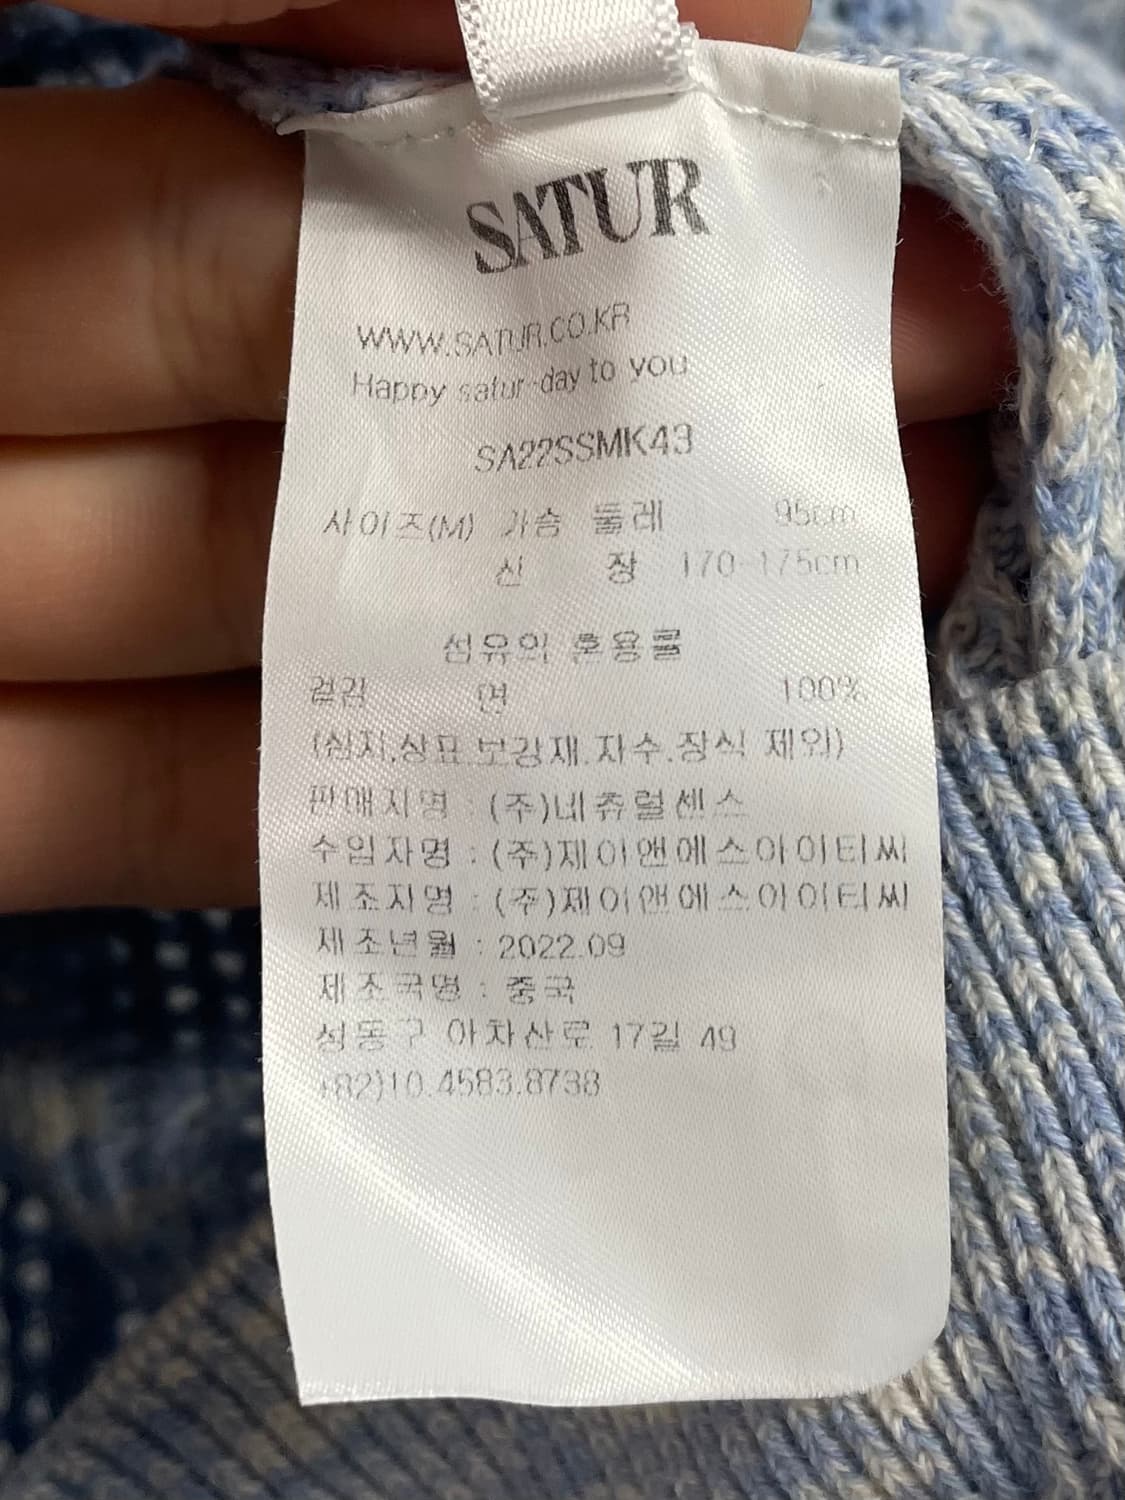 SATUR
WWW.SATUR.CO.KR
Happy satur-day to you
SA22SSMK43
사이즈(M) 가슴 둘레 95cm
신 장 170-175cm
섬유의 혼용률
겉감 면 100%
(심지.상표.보강재.자수.장식 제외)
판매자명 : (주)네츄럴센스
수입자명 : (주)제이앤에스아이티씨
제조자명 : (주)제이앤에스아이티씨
제조년월 : 2022.09
제조국명 : 중국
성동구 아차산로 17길 49
+82)10.4583.8738